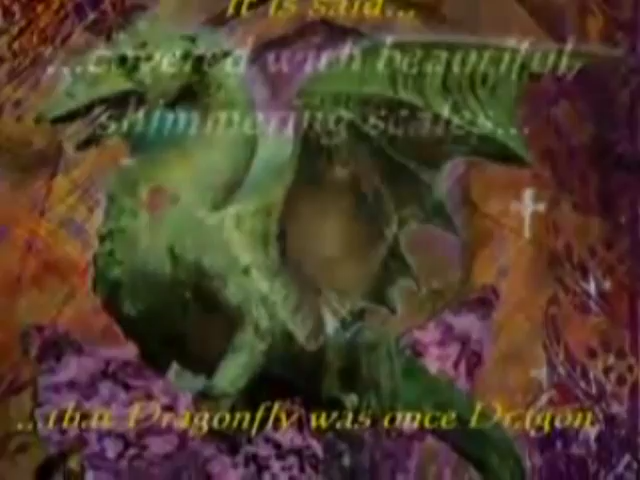 It is said...
...covered with beautiful,
shimmering scales...
...that Dragonfly was once Dragon